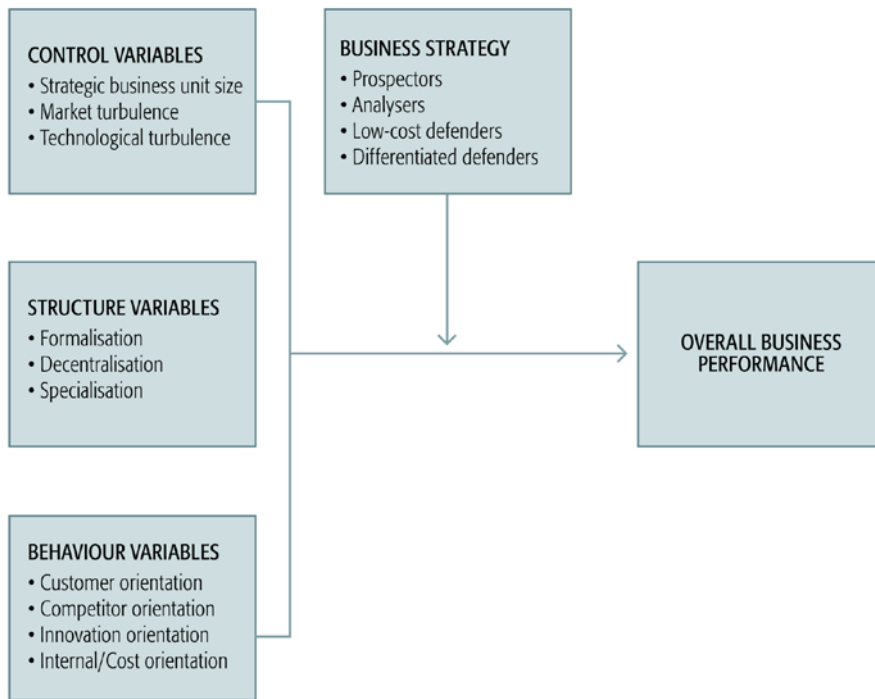 CONTROL VARIABLES
• Strategic business unit size
• Market turbulence
• Technological turbulence
BUSINESS STRATEGY
• Prospectors
• Analysers
• Low-cost defenders
• Differentiated defenders
STRUCTURE VARIABLES
• Formalisation
• Decentralisation
• Specialisation
OVERALL BUSINESS
PERFORMANCE
BEHAVIOUR VARIABLES
• Customer orientation
• Competitor orientation
• Innovation orientation
• Internal/Cost orientation